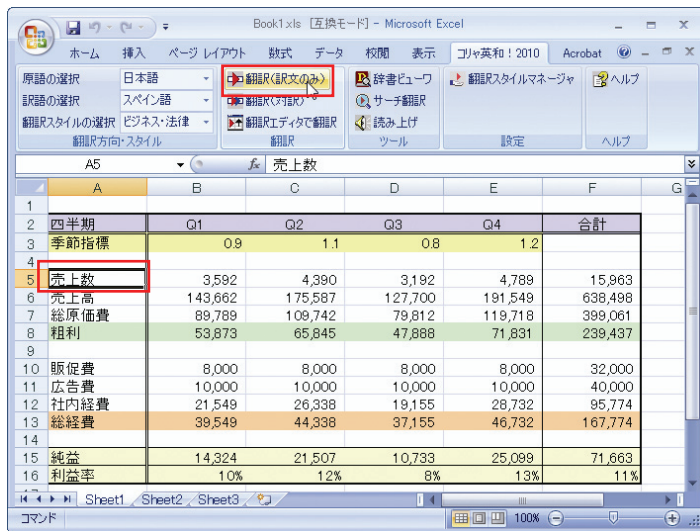 Book1.xls [互換モード] - Microsoft Excel
ホーム 挿入 ページ レイアウト 数式 データ 校閲 表示 コリャ英和！2010 Acrobat
原語の選択 日本語 翻訳(訳文のみ) 辞書ビューワ 翻訳スタイルマネージャ ヘルプ
訳語の選択 スペイン語 翻訳(対訳) サーチ翻訳
翻訳スタイルの選択 ビジネス・法律 翻訳エディタで翻訳 読み上げ
翻訳方向・スタイル 翻訳 ツール 設定 ヘルプ
A5 fx 売上数
A B C D E F G
1
2 四半期 Q1 Q2 Q3 Q4 合計
3 季節指標 0.9 1.1 0.8 1.2
4
5 売上数 3,592 4,390 3,192 4,789 15,963
6 売上高 143,662 175,587 127,700 191,549 638,498
7 総原価費 89,789 109,742 79,812 119,718 399,061
8 粗利 53,873 65,845 47,888 71,831 239,437
9
10 販促費 8,000 8,000 8,000 8,000 32,000
11 広告費 10,000 10,000 10,000 10,000 40,000
12 社内経費 21,549 26,338 19,155 28,732 95,774
13 総経費 39,549 44,338 37,155 46,732 167,774
14
15 純益 14,324 21,507 10,733 25,099 71,663
16 利益率 10% 12% 8% 13% 11%
Sheet1 Sheet2 Sheet3
コマンド 100%